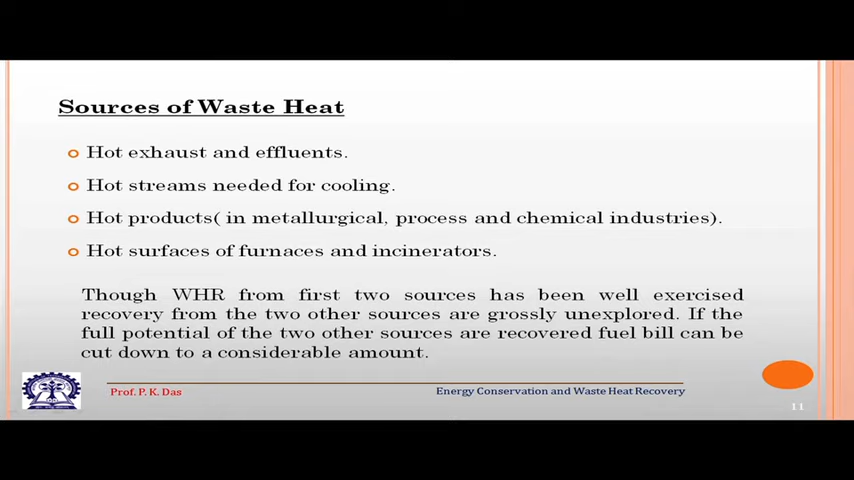 Sources of Waste Heat
Hot exhaust and effluents.
Hot streams needed for cooling.
Hot products( in metallurgical, process and chemical industries).
Hot surfaces of furnaces and incinerators.
Though WHR from first two sources has been well exercised
recovery from the two other sources are grossly unexplored. If the
full potential of the two other sources are recovered fuel bill can be
cut down to a considerable amount.
Prof. P. K. Das
Energy Conservation and Waste Heat Recovery
11